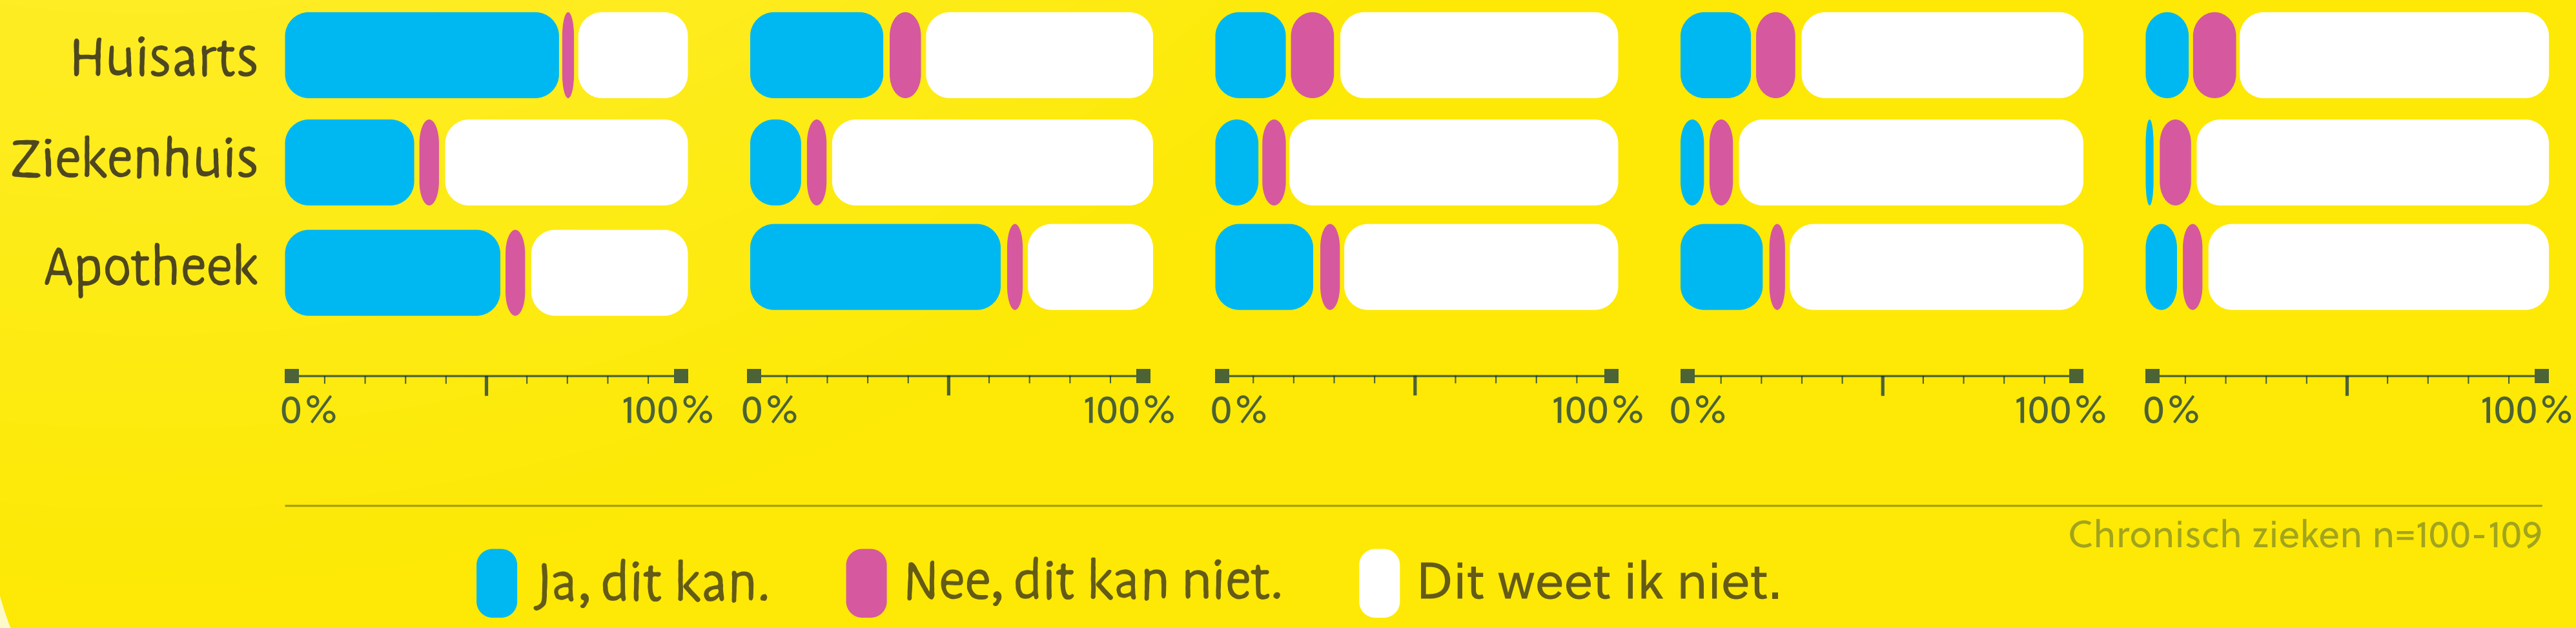 Huisarts
Ziekenhuis
Apotheek
0% 100% 0% 100% 0% 100% 0% 100% 0% 100%
Chronisch zieken n=100-109
Ja, dit kan. Nee, dit kan niet. Dit weet ik niet.